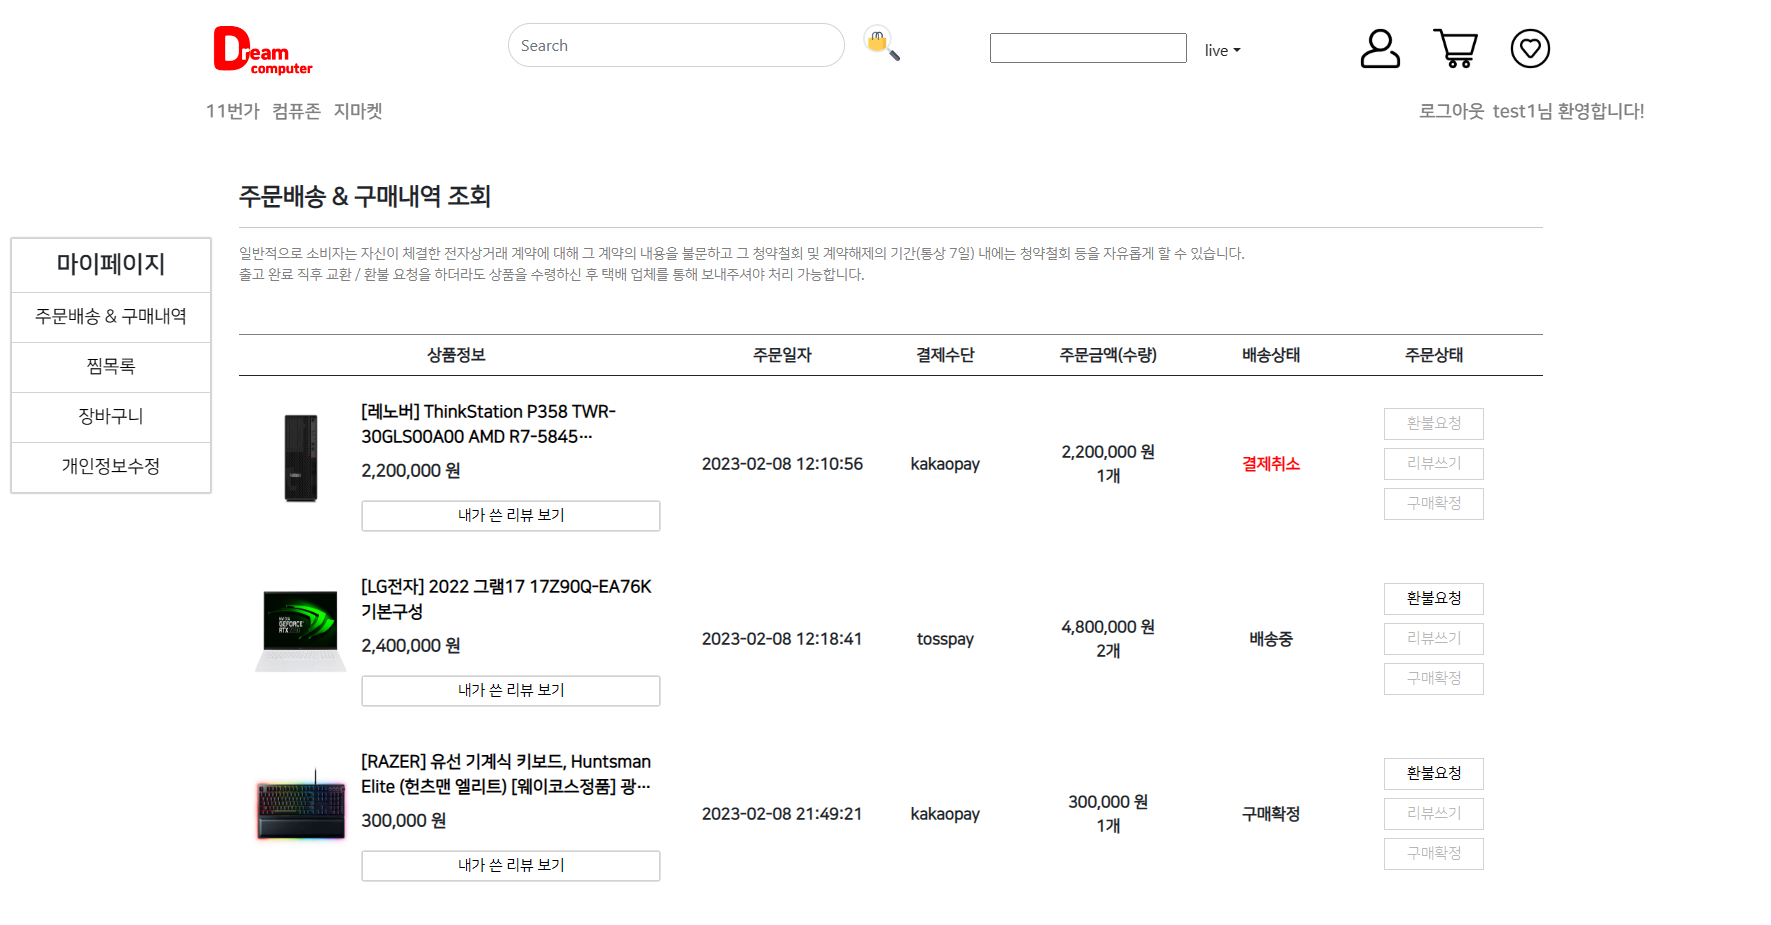 Dream
computer
Search
live
11번가 컴퓨존 지마켓
로그아웃 test1님 환영합니다!
주문배송 & 구매내역 조회
일반적으로 소비자는 자신이 체결한 전자상거래 계약에 대해 그 계약의 내용을 불문하고 그 청약철회 및 계약해제의 기간(통상 7일) 내에는 청약철회 등을 자유롭게 할 수 있습니다.
출고 완료 직후 교환 / 환불 요청을 하더라도 상품을 수령하신 후 택배 업체를 통해 보내주셔야 처리 가능합니다.
마이페이지
주문배송 & 구매내역
찜목록
장바구니
개인정보수정
상품정보 주문일자 결제수단 주문금액(수량) 배송상태 주문상태
[레노버] ThinkStation P358 TWR-
30GLS00A00 AMD R7-5845…
2,200,000 원
내가 쓴 리뷰 보기
2023-02-08 12:10:56
kakaopay
2,200,000 원
1개
결제취소
환불요청
리뷰쓰기
구매확정
[LG전자] 2022 그램17 17Z90Q-EA76K
기본구성
2,400,000 원
내가 쓴 리뷰 보기
2023-02-08 12:18:41
tosspay
4,800,000 원
2개
배송중
환불요청
리뷰쓰기
구매확정
[RAZER] 유선 기계식 키보드, Huntsman
Elite (헌츠맨 엘리트) [웨이코스정품] 광…
300,000 원
내가 쓴 리뷰 보기
2023-02-08 21:49:21
kakaopay
300,000 원
1개
구매확정
환불요청
리뷰쓰기
구매확정